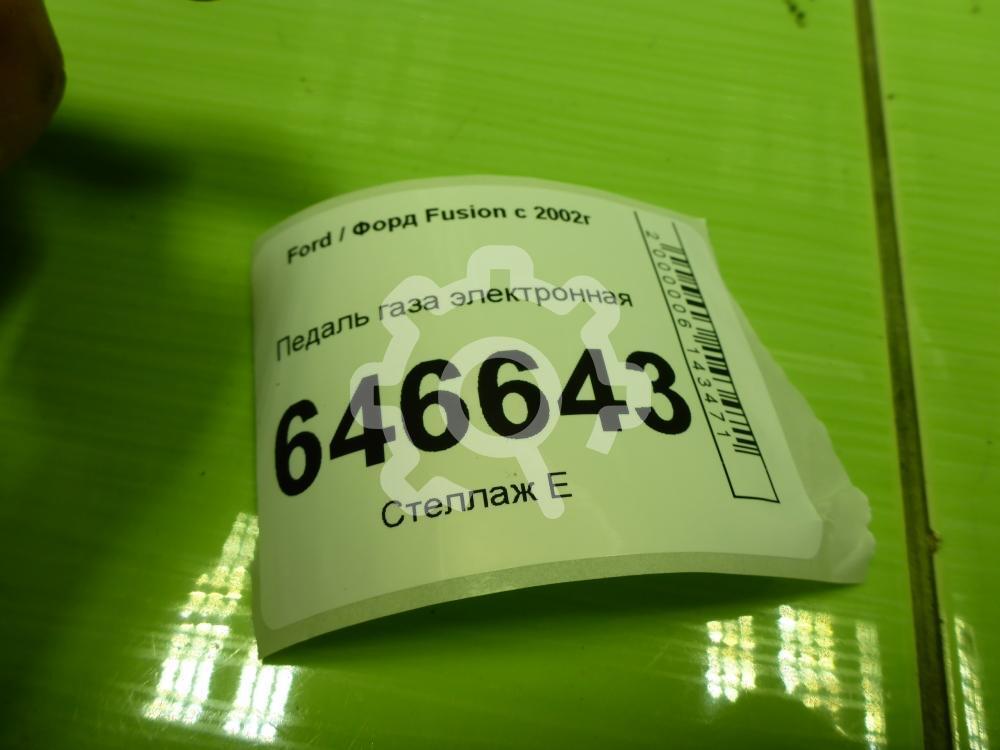 Ford / Форд Fusion с 2002г
Педаль газа электронная
646643
Стеллаж Е
2000006143471